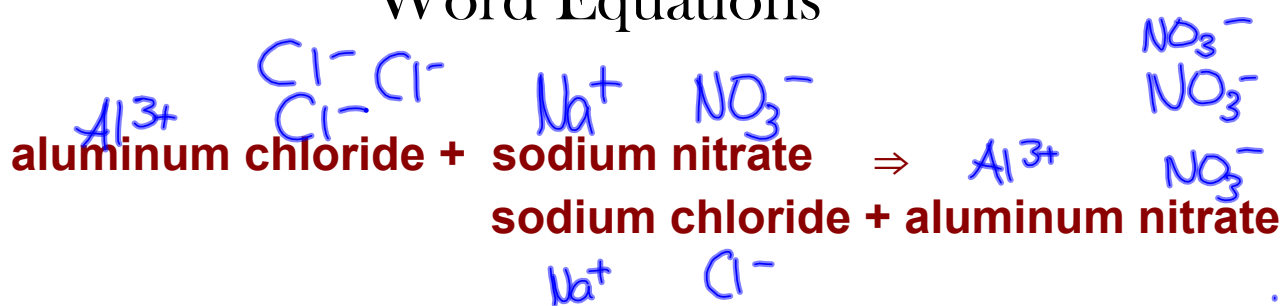 Word Equations
Al³⁺ Cl⁻ Cl⁻ Cl⁻ Na⁺ NO₃⁻ NO₃⁻ NO₃⁻
aluminum chloride + sodium nitrate ⇒ Al³⁺ NO₃⁻
sodium chloride + aluminum nitrate
Na⁺ Cl⁻